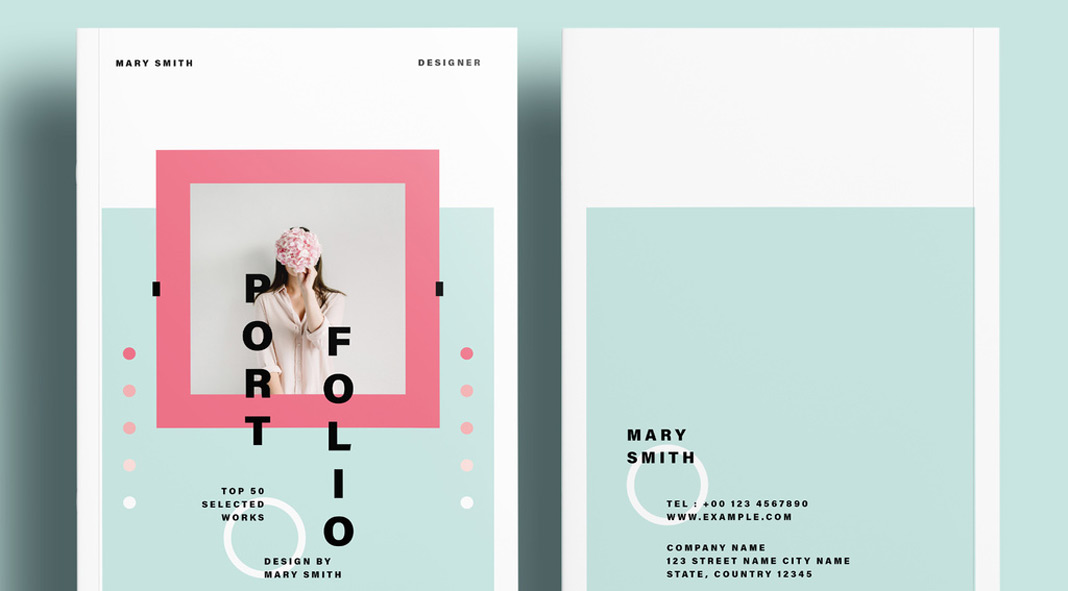 MARY SMITH
DESIGNER
PORT
FOLIO
TOP 50
SELECTED
WORKS
DESIGN BY
MARY SMITH
MARY
SMITH
TEL : +00 123 4567890
WWW.EXAMPLE.COM
COMPANY NAME
123 STREET NAME CITY NAME
STATE, COUNTRY 12345